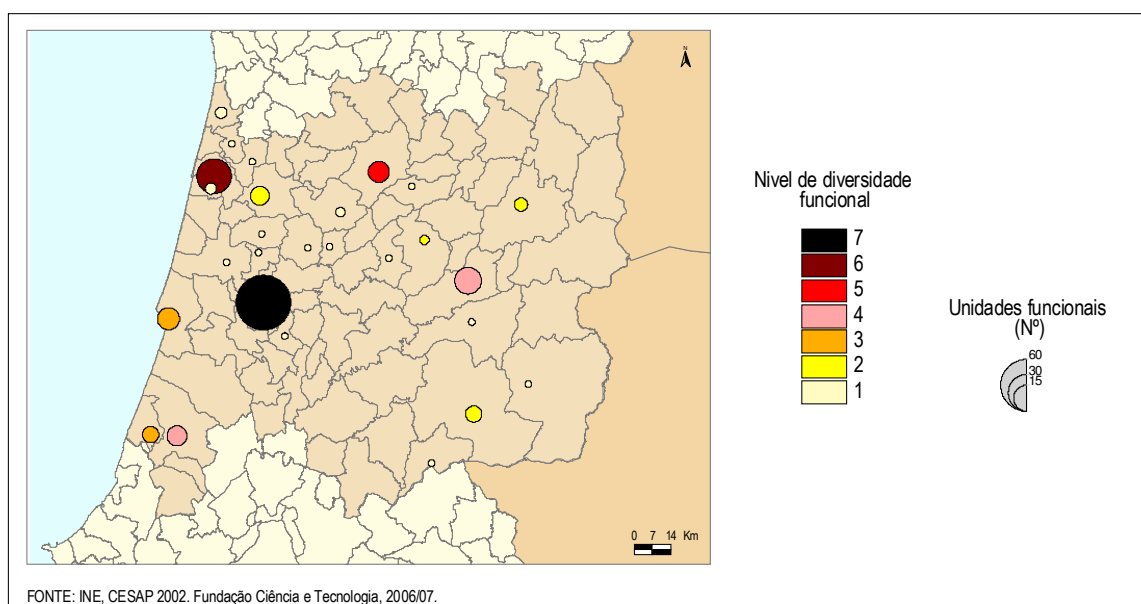 N
Nivel de diversidade
funcional
7
6
5
4
3
2
1
Unidades funcionais
(Nº)
60
30
15
0 7 14 Km
FONTE: INE, CESAP 2002. Fundação Ciência e Tecnologia, 2006/07.